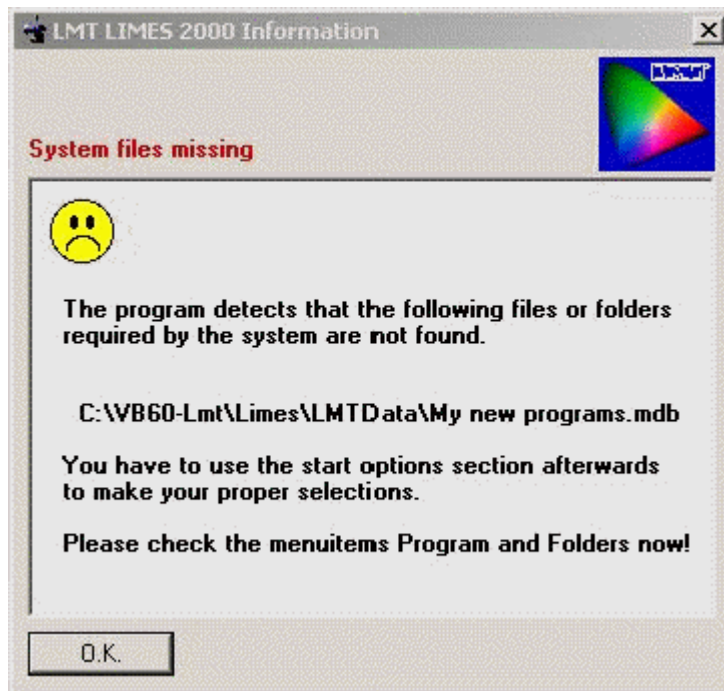 LMT LIMES 2000 Information
LMT
System files missing
The program detects that the following files or folders
required by the system are not found.
C:\VB60-Lmt\Limes\LMTData\My new programs.mdb
You have to use the start options section afterwards
to make your proper selections.
Please check the menuitems Program and Folders now!
O.K.